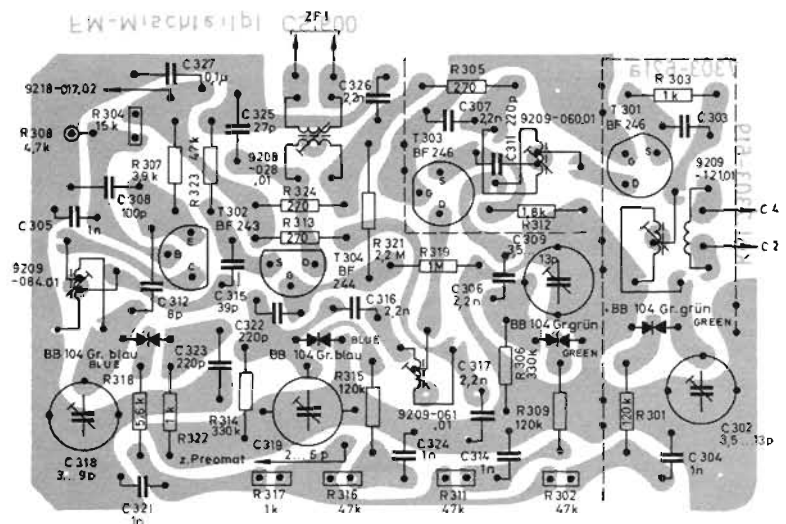 FM-Mischteilpl CS 600
ZF1
C327
0,1µ
9218-017,02
R304
15k
R308
4,7k
R307
3,9k
R323
47k
C325
27p
C326
2,2n
9208
-028
,01
R305
270
C307
2,2n
T303
BF 246
C311
220p
9209-060,01
R303
1k
T301
BF 246
C303
9209
-121,01
C308
100p
C305
1n
T302
BF 243
R324
270
R313
270
R321
2,2 M
T304
BF
244
R319
1M
1,8k
R312
C309
3,5
13p
C4
C2
9209
-084.01
C312
8p
C315
39p
C316
2,2n
C306
2,2n
S
G
D
E
B
C
BB 104 Gr. blau
BLUE
C322
220p
C323
220p
BB 104 Gr. blau
BLUE
BB 104 Gr.grün
GREEN
BB 104 Gr.grün
GREEN
R318
5,6k
1k
R322
R314
330k
C319
2...6p
R315
120k
9209-061
,01
C317
2,2n
R306
330k
R309
120k
120k
R301
C302
3,5...13p
C318
3...9p
z.Preomat
C324
1n
C314
1n
C304
1n
C321
1n
R317
1k
R316
47k
R311
47k
R302
47k